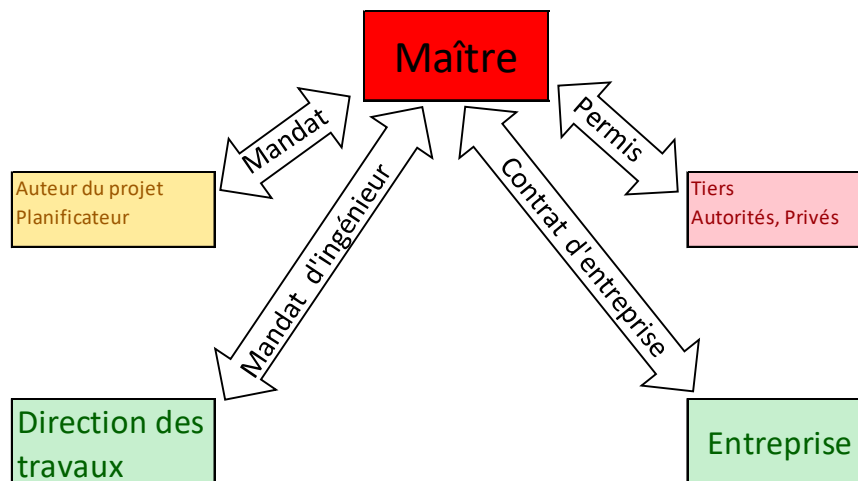 Maître
Mandat
Permis
Auteur du projet
Planificateur
Tiers
Autorités, Privés
Mandat d'ingénieur
Contrat d'entreprise
Direction des
travaux
Entreprise